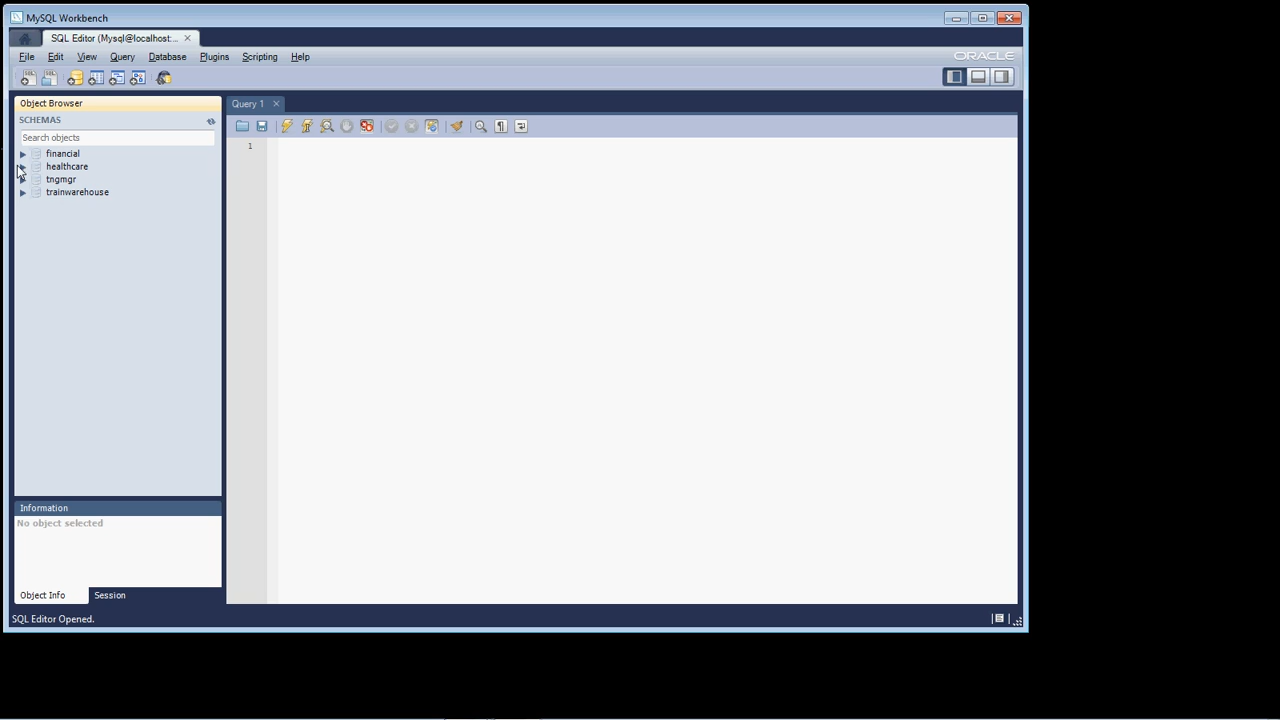 MySQL Workbench
SQL Editor (Mysql@localhost:...
File Edit View Query Database Plugins Scripting Help
ORACLE
Object Browser
Query 1
SCHEMAS
Search objects
1
financial
healthcare
tngmgr
trainwarehouse
Information
No object selected
Object Info Session
SQL Editor Opened.